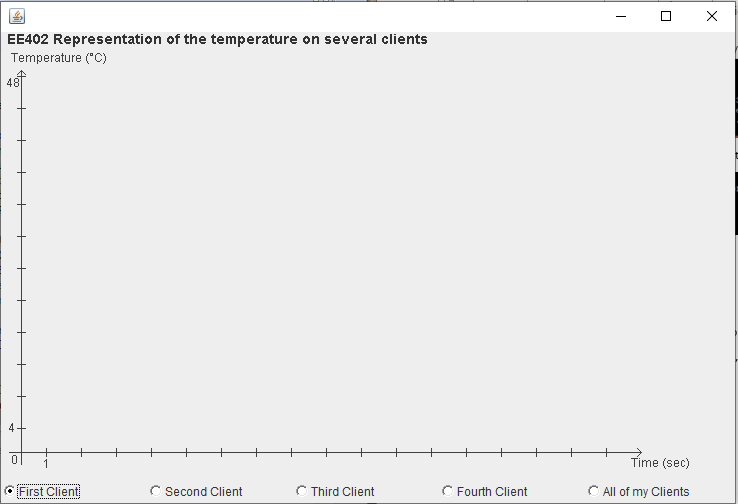 EE402 Representation of the temperature on several clients
Temperature (°C)
48
4
0
1
Time (sec)
First Client Second Client Third Client Fourth Client All of my Clients